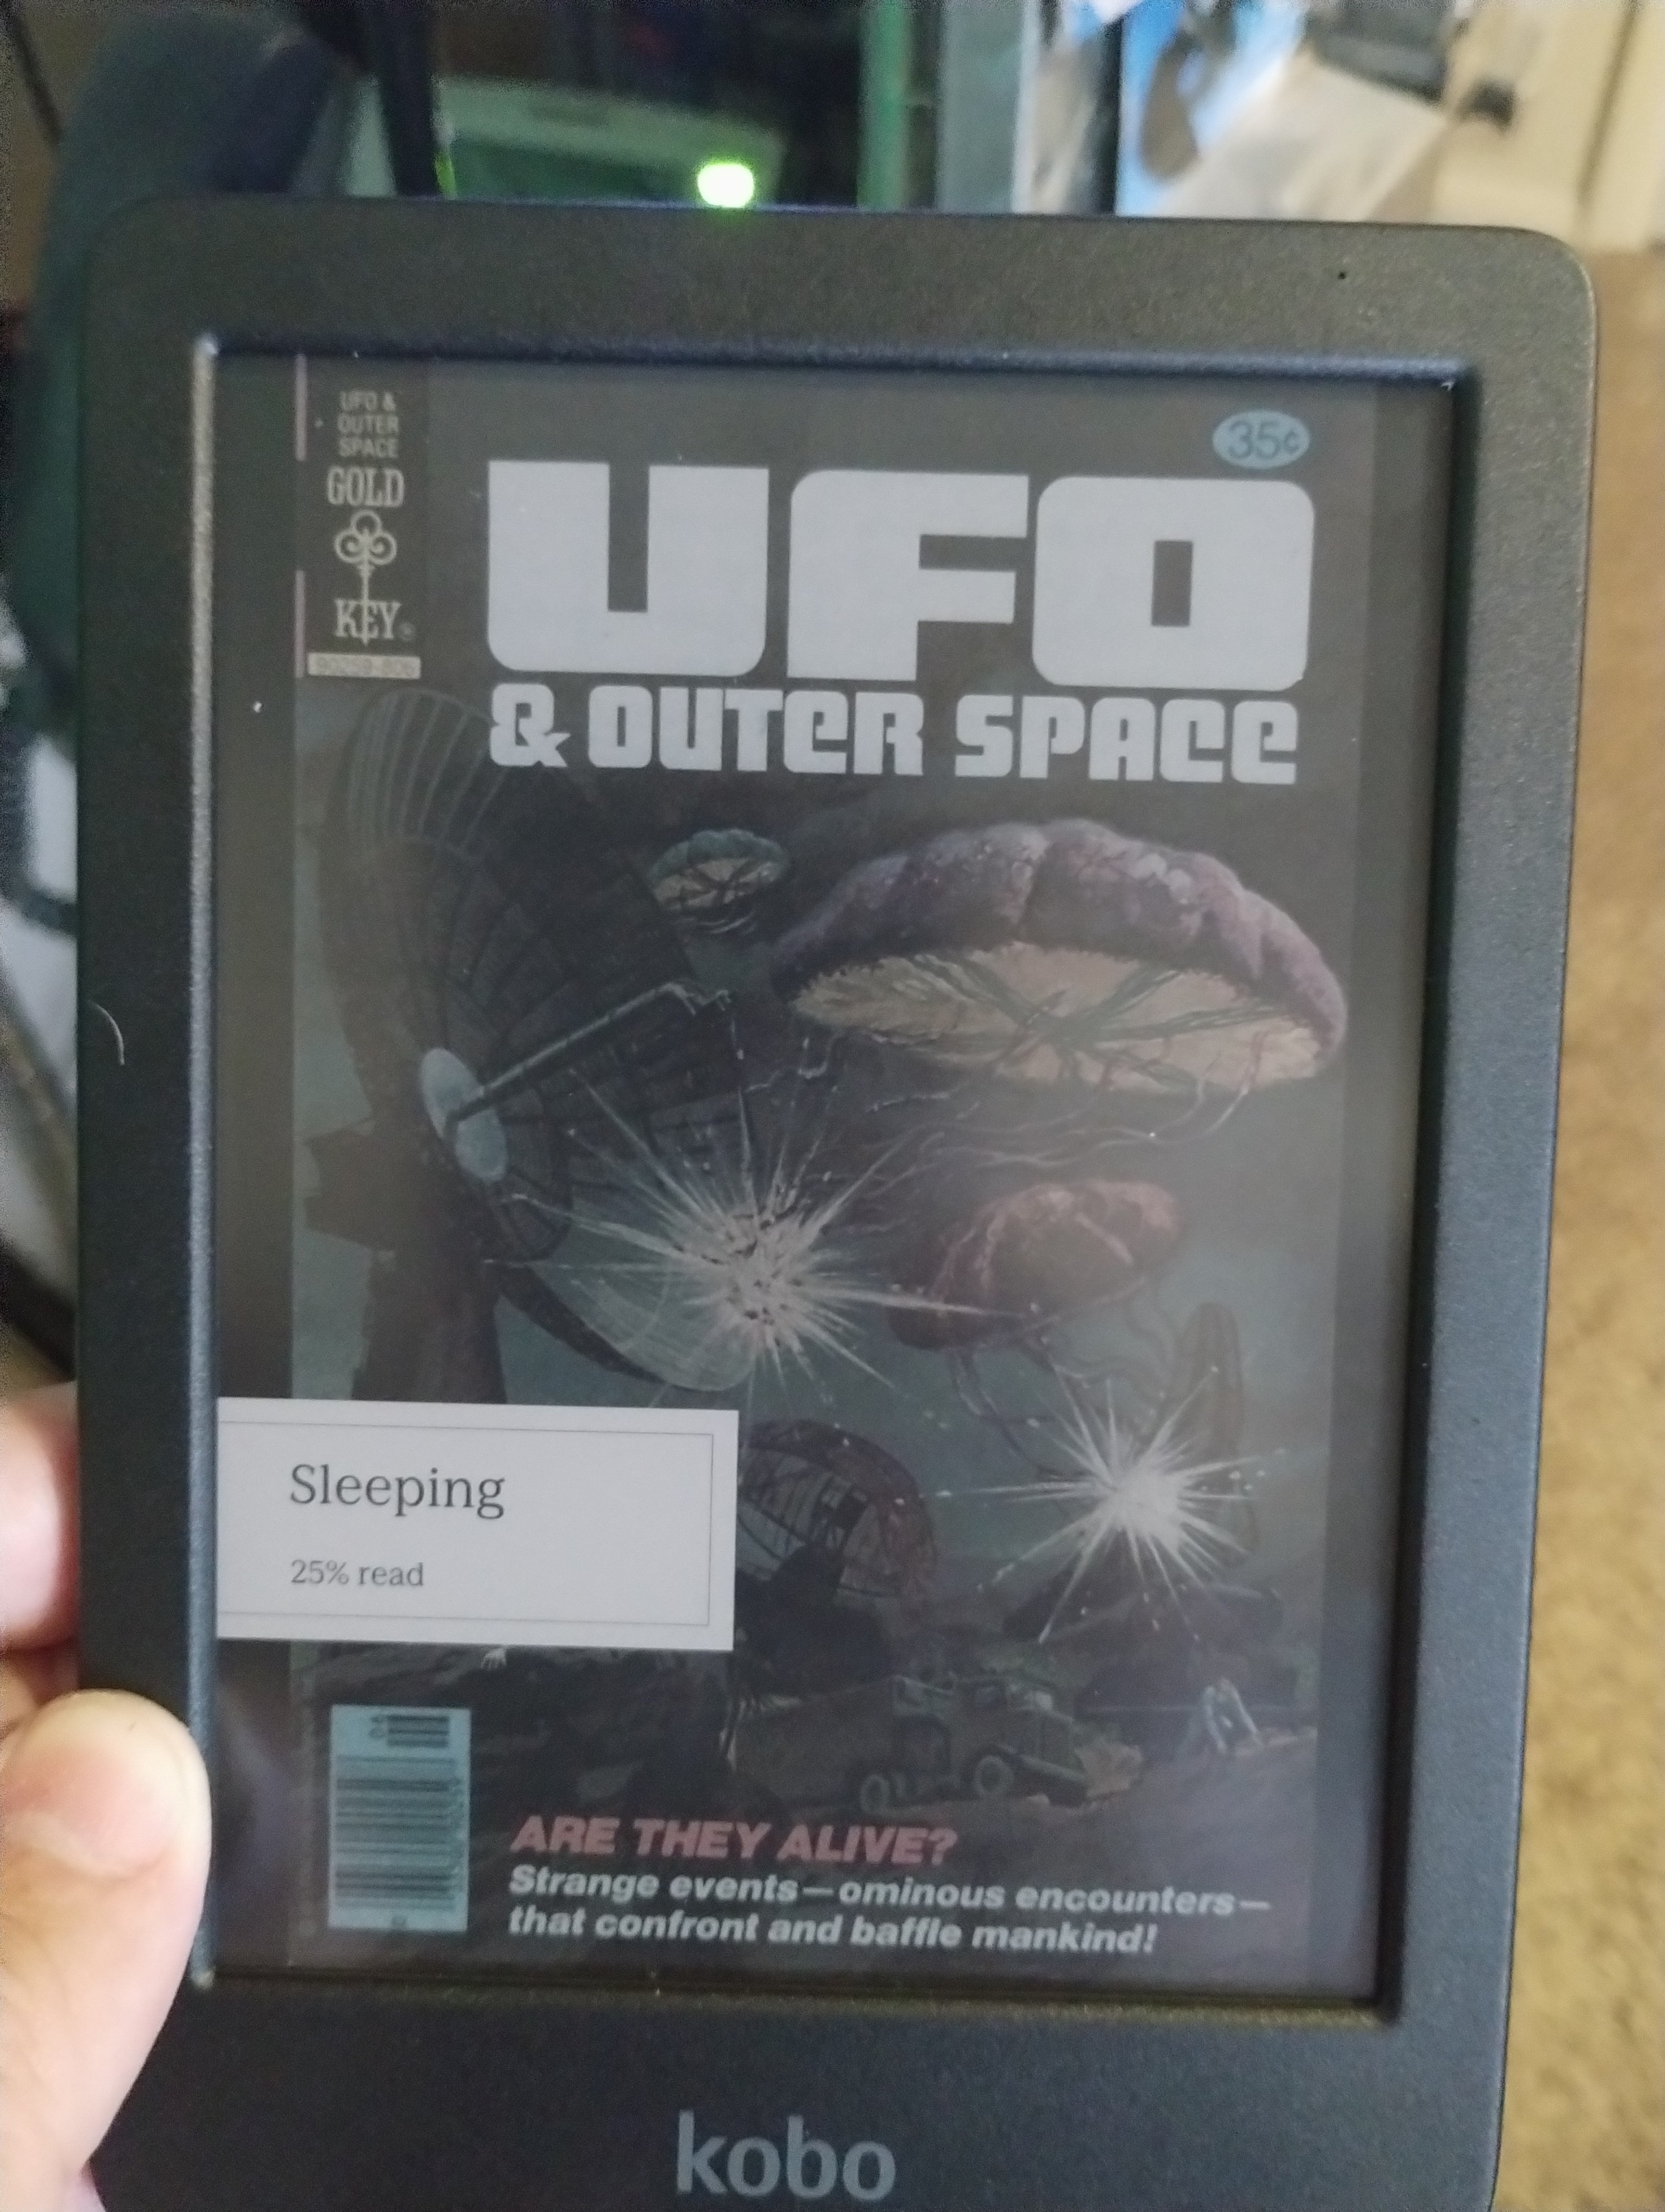 UFO &
OUTER
SPACE
GOLD
KEY®
35¢
UFO
& OUTER SPACE
Sleeping
25% read
ARE THEY ALIVE?
Strange events—ominous encounters—
that confront and baffle mankind!
kobo